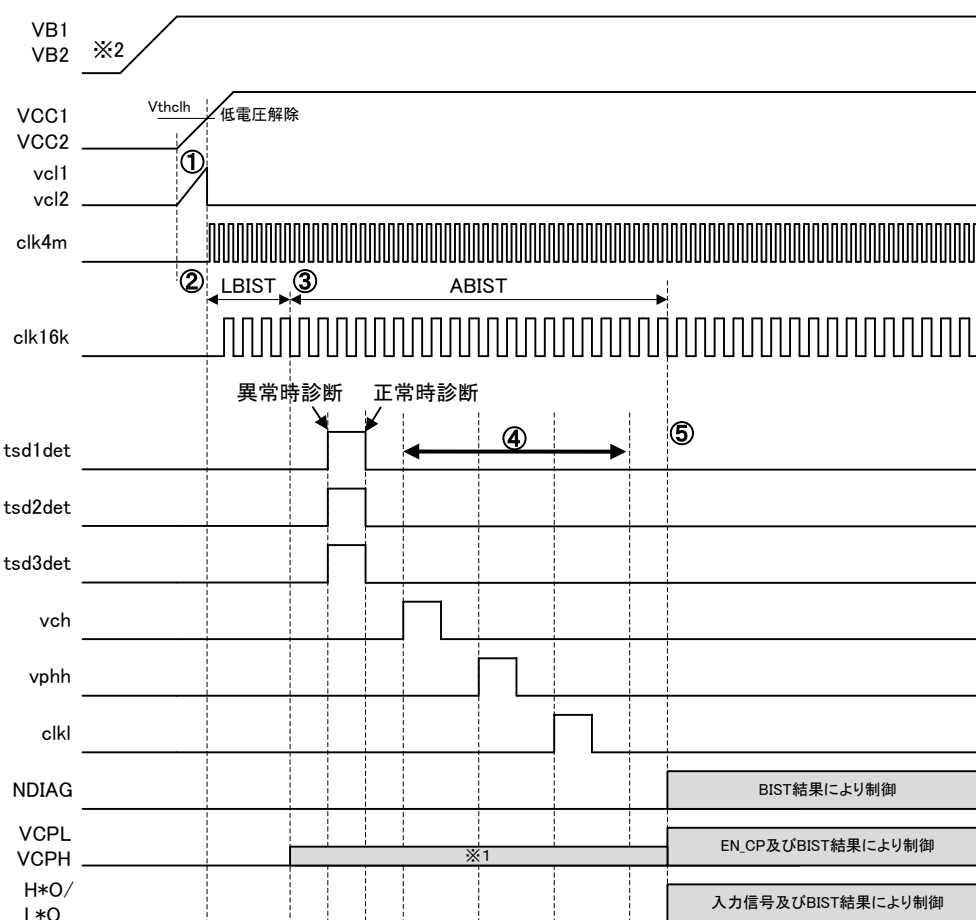 VB1
VB2 ※2
Vthclh
低電圧解除
VCC1
VCC2
①
vcl1
vcl2
clk4m
② LBIST ③ ABIST
clk16k
異常時診断 正常時診断
tsd1det ④ ⑤
tsd2det
tsd3det
vch
vphh
clkl
NDIAG BIST結果により制御
VCPL
VCPH ※1 EN_CP及びBIST結果により制御
H*O/
L*O 入力信号及びBIST結果により制御